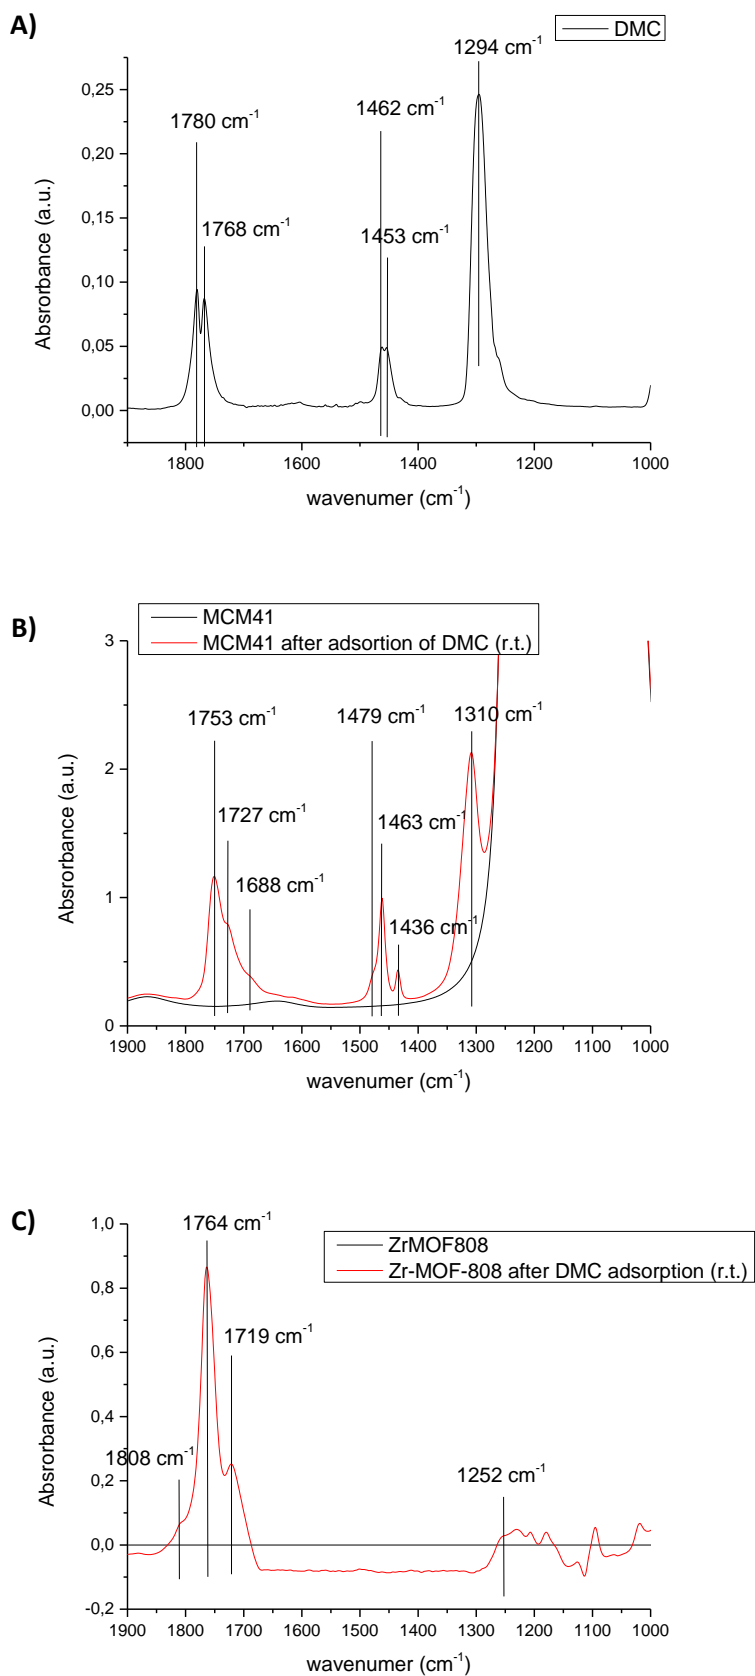 A)
DMC
1294 cm⁻¹
1462 cm⁻¹
1780 cm⁻¹
1768 cm⁻¹
1453 cm⁻¹
0,25
0,20
0,15
0,10
0,05
0,00
Absrorbance (a.u.)
1800 1600 1400 1200 1000
wavenumer (cm⁻¹)
B)
MCM41
MCM41 after adsortion of DMC (r.t.)
1753 cm⁻¹
1479 cm⁻¹
1310 cm⁻¹
1727 cm⁻¹
1463 cm⁻¹
1688 cm⁻¹
1436 cm⁻¹
3
2
1
0
Absrorbance (a.u.)
1900 1800 1700 1600 1500 1400 1300 1200 1100 1000
wavenumer (cm⁻¹)
C)
1764 cm⁻¹
ZrMOF808
Zr-MOF-808 after DMC adsorption (r.t.)
1719 cm⁻¹
1808 cm⁻¹
1252 cm⁻¹
1,0
0,8
0,6
0,4
0,2
0,0
-0,2
Absrorbance (a.u.)
1900 1800 1700 1600 1500 1400 1300 1200 1100 1000
wavenumer (cm⁻¹)